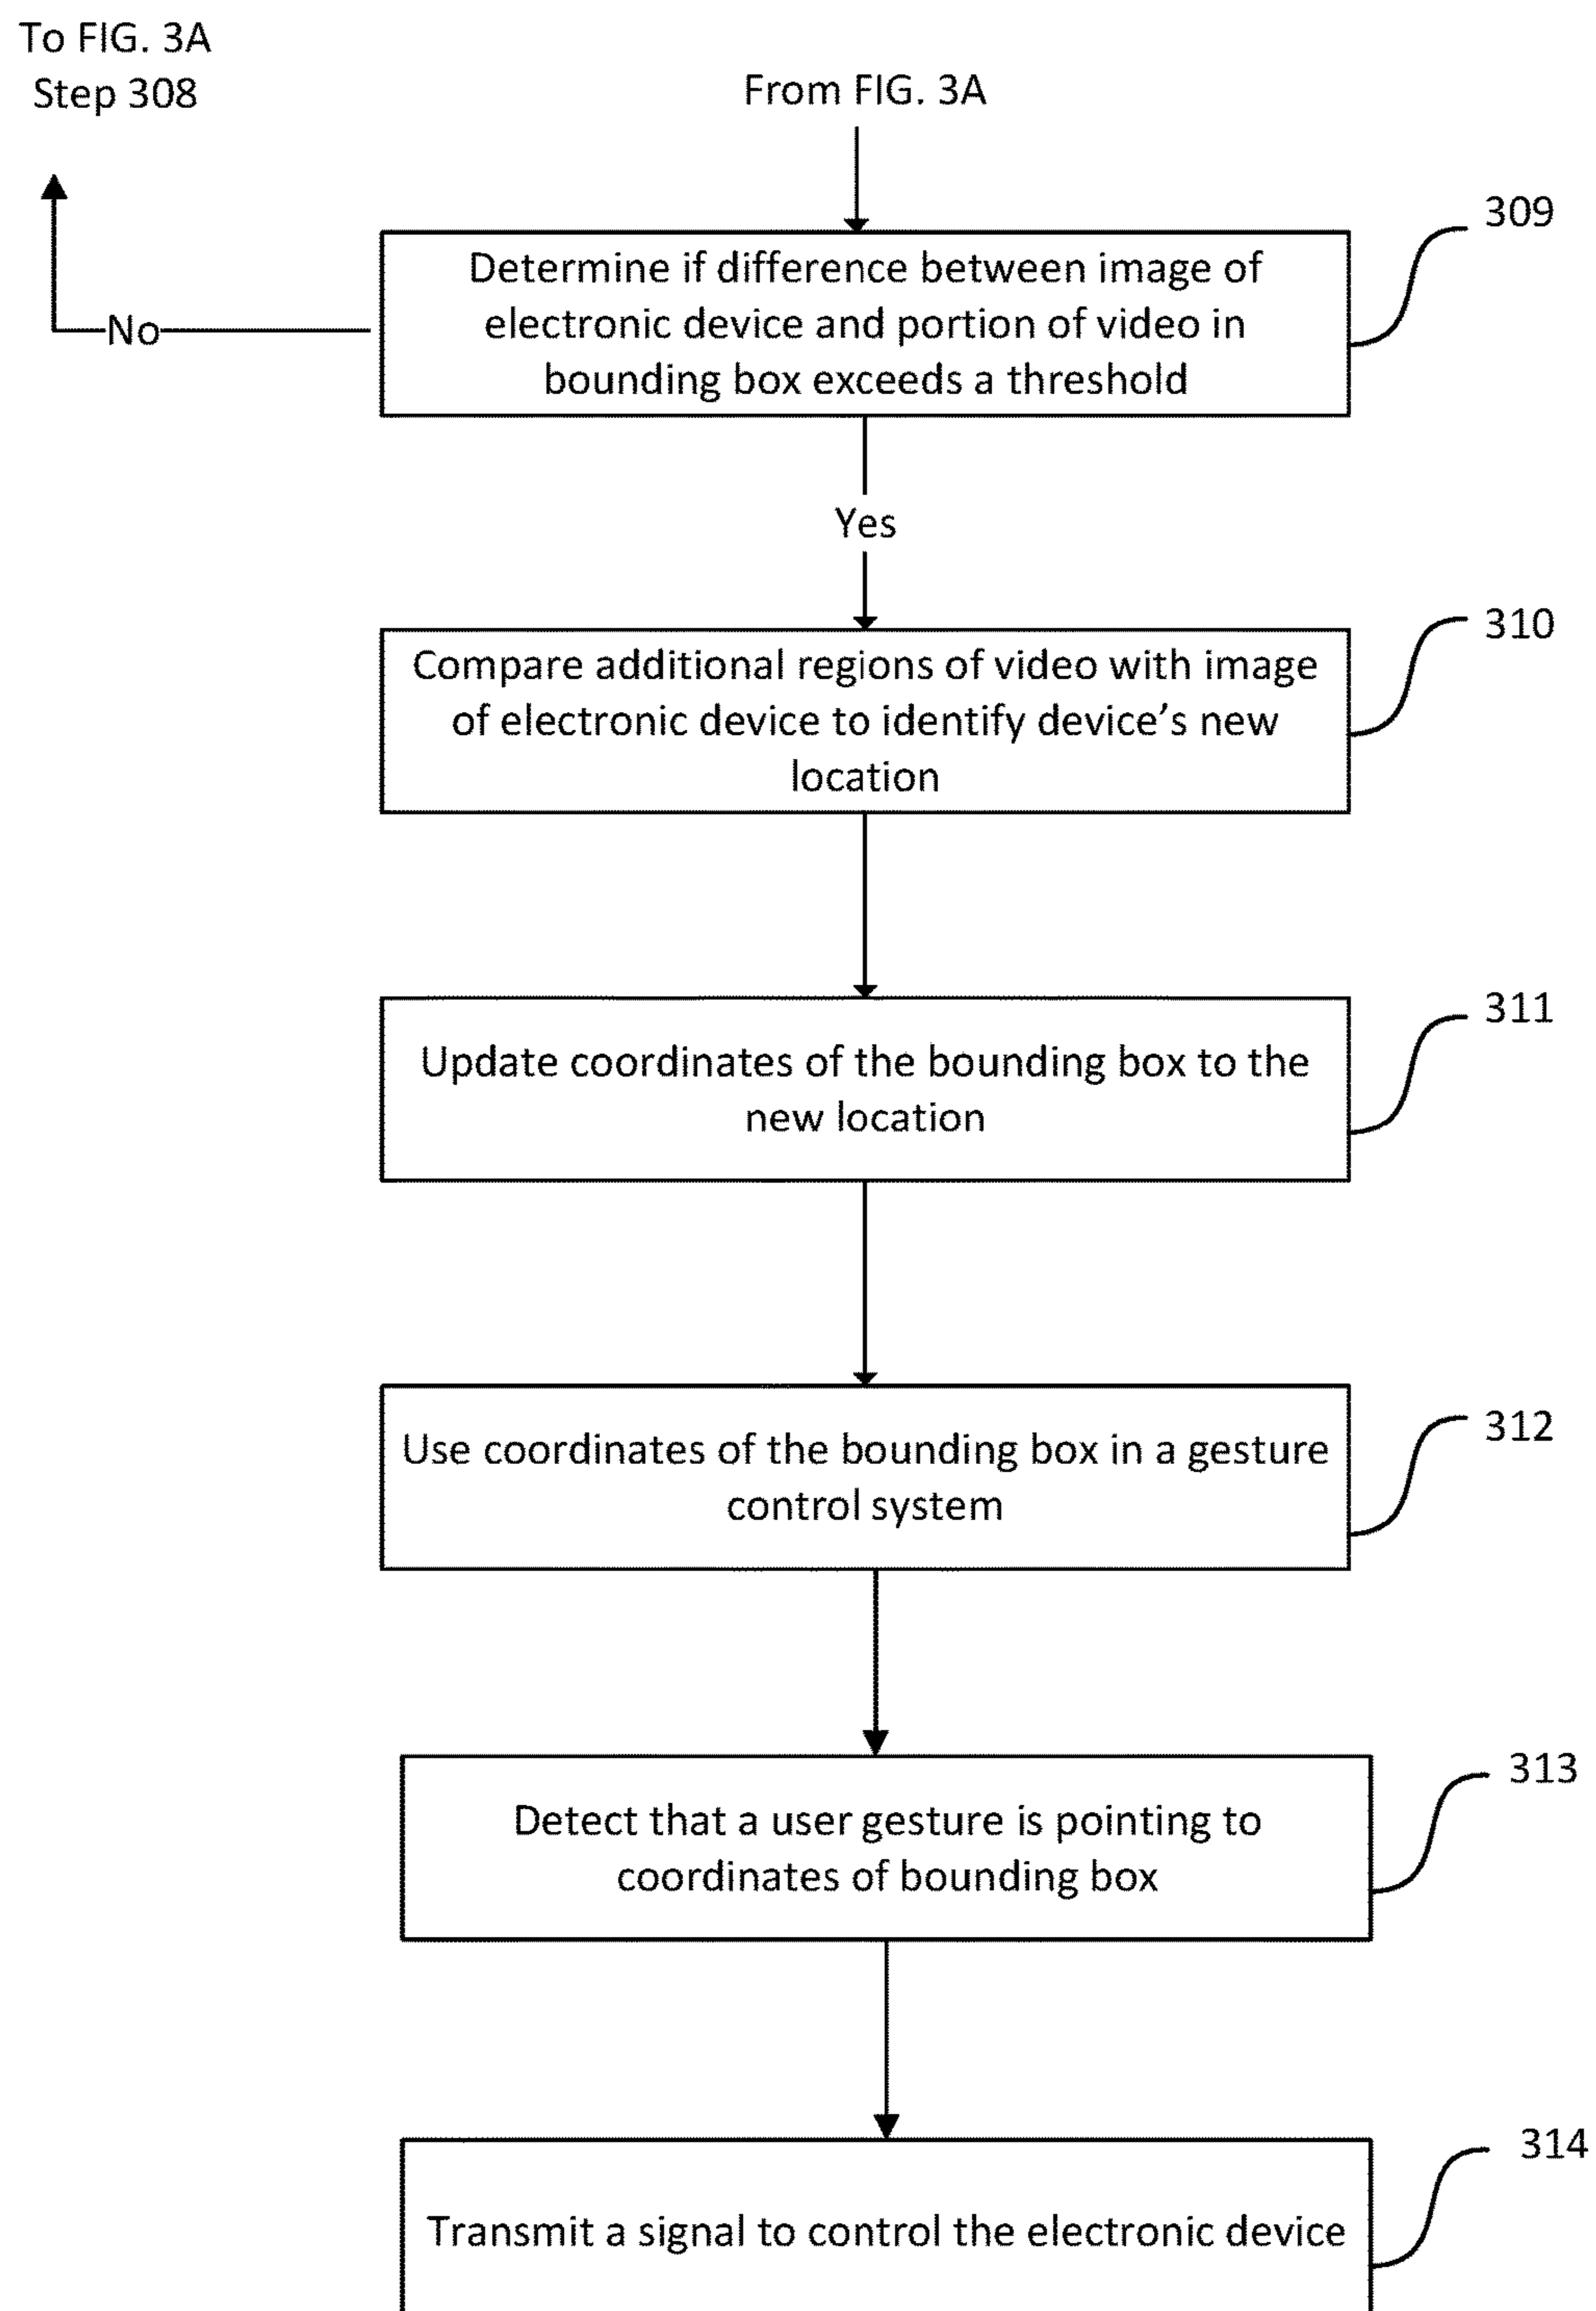 To FIG. 3A
Step 308
From FIG. 3A
309
Determine if difference between image of
electronic device and portion of video in
bounding box exceeds a threshold
No
Yes
310
Compare additional regions of video with image
of electronic device to identify device’s new
location
311
Update coordinates of the bounding box to the
new location
312
Use coordinates of the bounding box in a gesture
control system
313
Detect that a user gesture is pointing to
coordinates of bounding box
314
Transmit a signal to control the electronic device